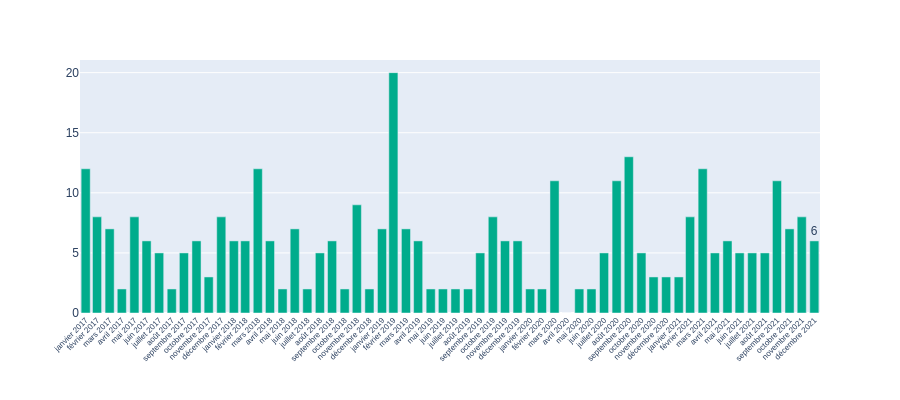 20
15
10
5
0
6
janvier 2017
février 2017
mars 2017
avril 2017
mai 2017
juin 2017
juillet 2017
août 2017
septembre 2017
octobre 2017
novembre 2017
décembre 2017
janvier 2018
février 2018
mars 2018
avril 2018
mai 2018
juin 2018
juillet 2018
août 2018
septembre 2018
octobre 2018
novembre 2018
décembre 2018
janvier 2019
février 2019
mars 2019
avril 2019
mai 2019
juin 2019
juillet 2019
août 2019
septembre 2019
octobre 2019
novembre 2019
décembre 2019
janvier 2020
février 2020
mars 2020
avril 2020
mai 2020
juin 2020
juillet 2020
août 2020
septembre 2020
octobre 2020
novembre 2020
décembre 2020
janvier 2021
février 2021
mars 2021
avril 2021
mai 2021
juin 2021
juillet 2021
août 2021
septembre 2021
octobre 2021
novembre 2021
décembre 2021